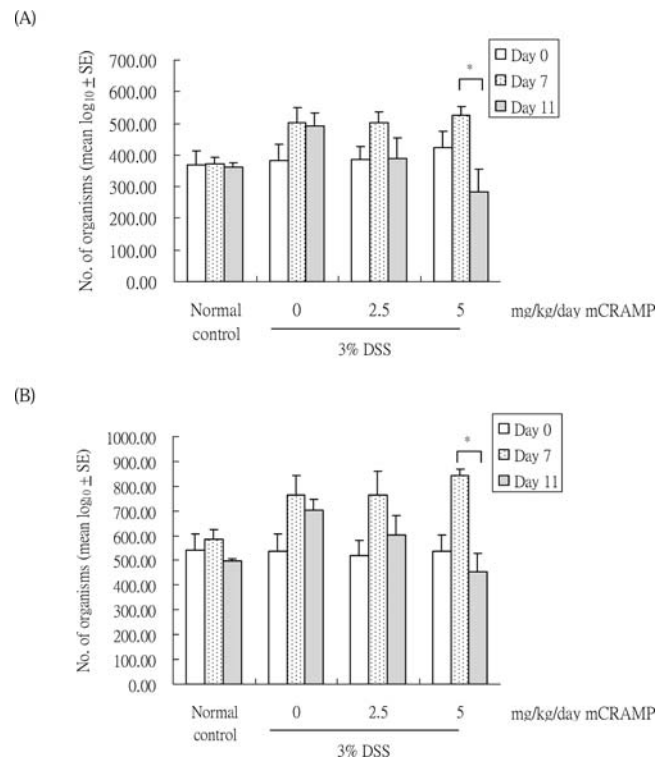 (A)
No. of organisms (mean log₁₀ ± SE)
700.00
600.00
500.00
400.00
300.00
200.00
100.00
0.00
Day 0
Day 7
Day 11
*
Normal control
0
2.5
5
mg/kg/day mCRAMP
3% DSS
(B)
No. of organisms (mean log₁₀ ± SE)
1000.00
900.00
800.00
700.00
600.00
500.00
400.00
300.00
200.00
100.00
0.00
Day 0
Day 7
Day 11
*
Normal control
0
2.5
5
mg/kg/day mCRAMP
3% DSS